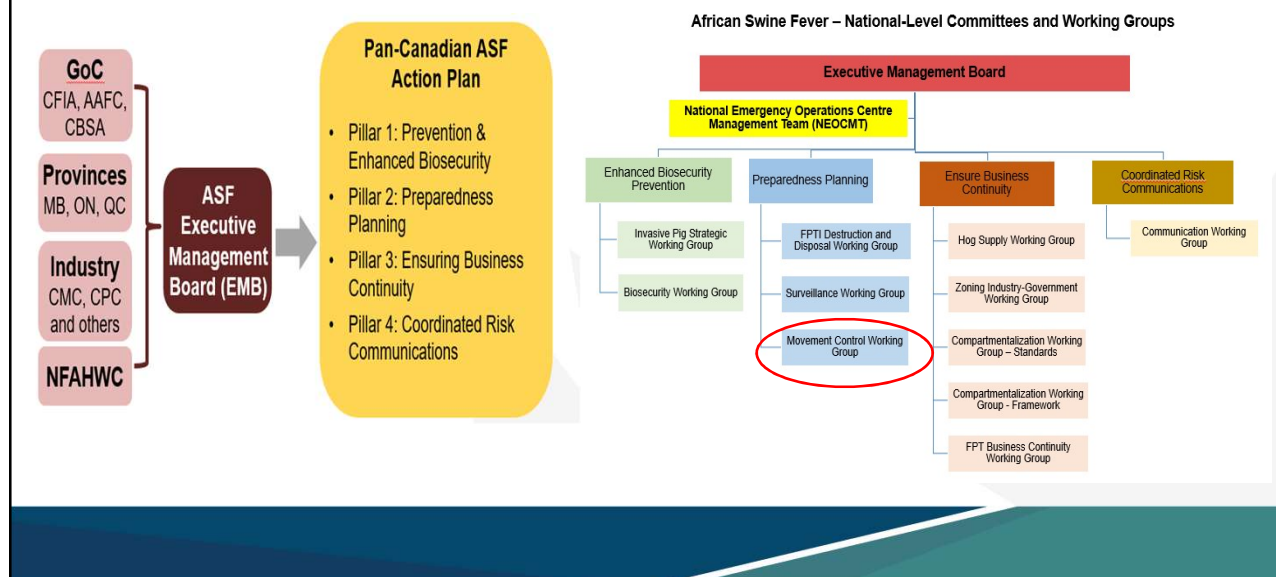 GoC
CFIA, AAFC,
CBSA
Provinces
MB, ON, QC
Industry
CMC, CPC
and others
NFAHWC
ASF
Executive
Management
Board (EMB)
Pan-Canadian ASF
Action Plan
• Pillar 1: Prevention &
Enhanced Biosecurity
• Pillar 2: Preparedness
Planning
• Pillar 3: Ensuring Business
Continuity
• Pillar 4: Coordinated Risk
Communications
African Swine Fever – National-Level Committees and Working Groups
Executive Management Board
National Emergency Operations Centre
Management Team (NEOCMT)
Enhanced Biosecurity
Prevention
Invasive Pig Strategic
Working Group
Biosecurity Working Group
Preparedness Planning
FPTI Destruction and
Disposal Working Group
Surveillance Working Group
Movement Control Working
Group
Ensure Business
Continuity
Hog Supply Working Group
Zoning Industry-Government
Working Group
Compartmentalization Working
Group – Standards
Compartmentalization Working
Group - Framework
FPT Business Continuity
Working Group
Coordinated Risk
Communications
Communication Working
Group